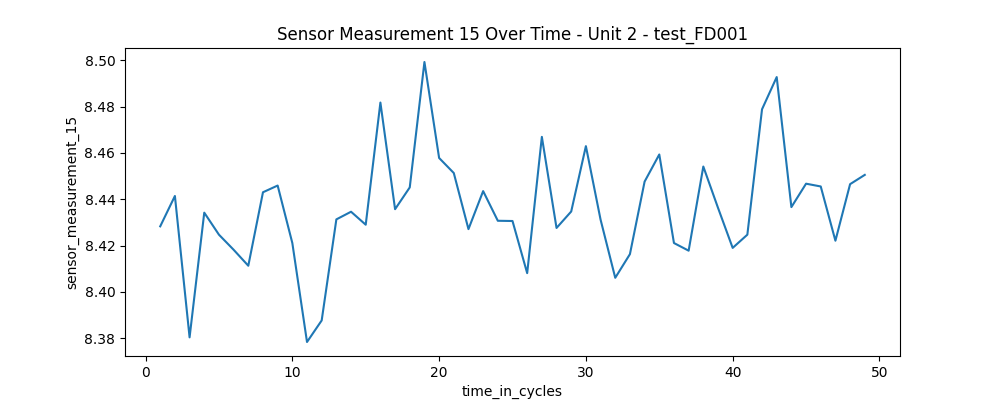 Sensor Measurement 15 Over Time - Unit 2 - test_FD001
sensor_measurement_15
8.50
8.48
8.46
8.44
8.42
8.40
8.38
0 10 20 30 40 50
time_in_cycles